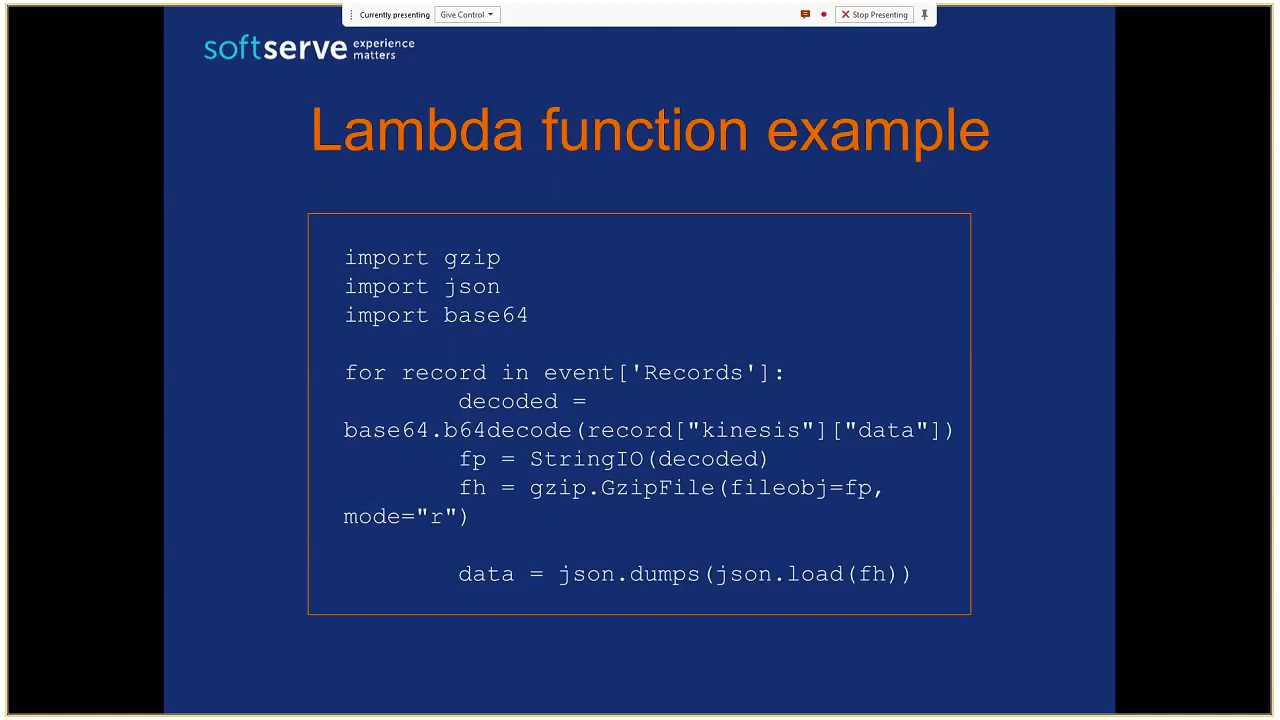 Currently presenting Give Control Stop Presenting
softserve experience matters
Lambda function example
import gzip
import json
import base64
for record in event['Records']:
decoded =
base64.b64decode(record["kinesis"]["data"])
fp = StringIO(decoded)
fh = gzip.GzipFile(fileobj=fp,
mode="r")
data = json.dumps(json.load(fh))